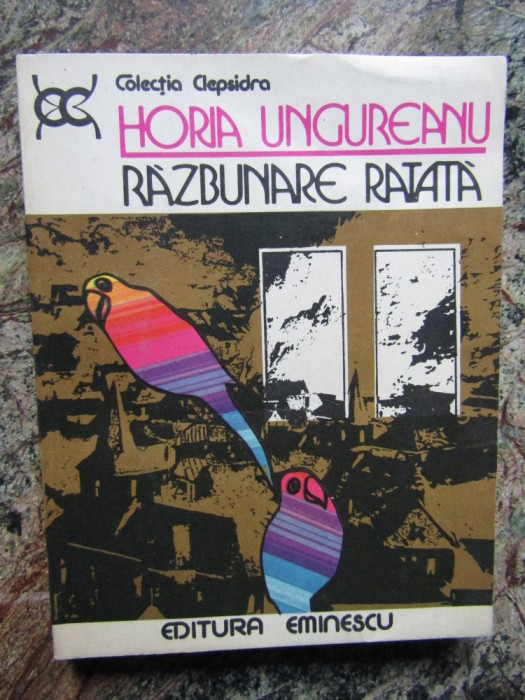 Colecția Clepsidra
HORIA UNGUREANU
RĂZBUNARE RATATĂ
EDITURA EMINESCU